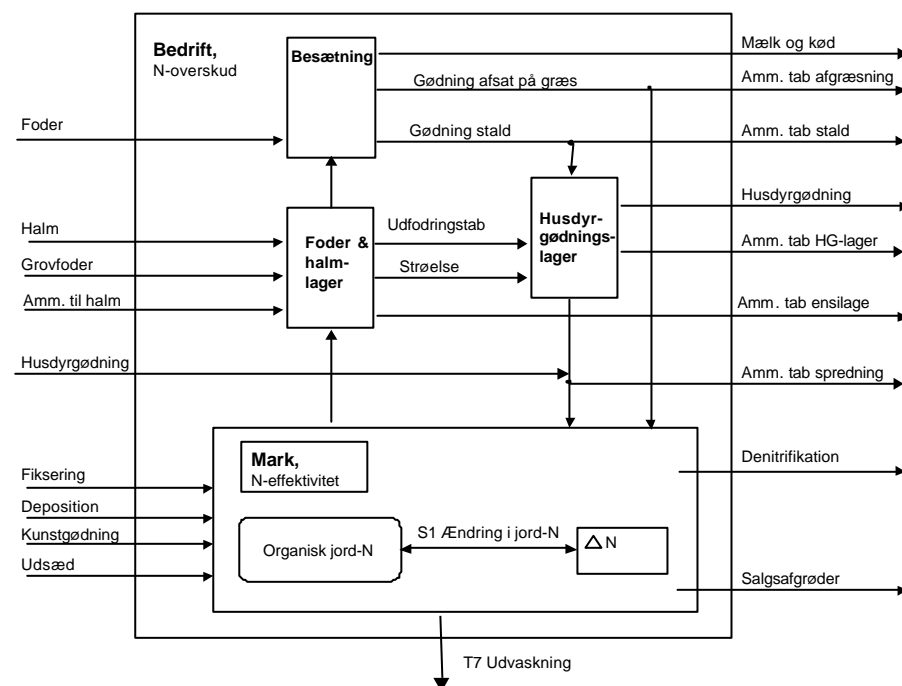 Bedrift,
N-overskud
Besætning
Mælk og kød
Gødning afsat på græs
Amm. tab afgræsning
Foder
Gødning stald
Amm. tab stald
Husdyrgødning
Halm
Foder &
halm-
lager
Udfodringstab
Husdyr-
gødnings-
lager
Amm. tab HG-lager
Grovfoder
Strøelse
Amm. til halm
Amm. tab ensilage
Husdyrgødning
Amm. tab spredning
Mark,
N-effektivitet
Denitrifikation
Fiksering
Deposition
Kunstgødning
Udsæd
Organisk jord-N
S1 Ændring i jord-N
△ N
Salgsafgrøder
T7 Udvaskning